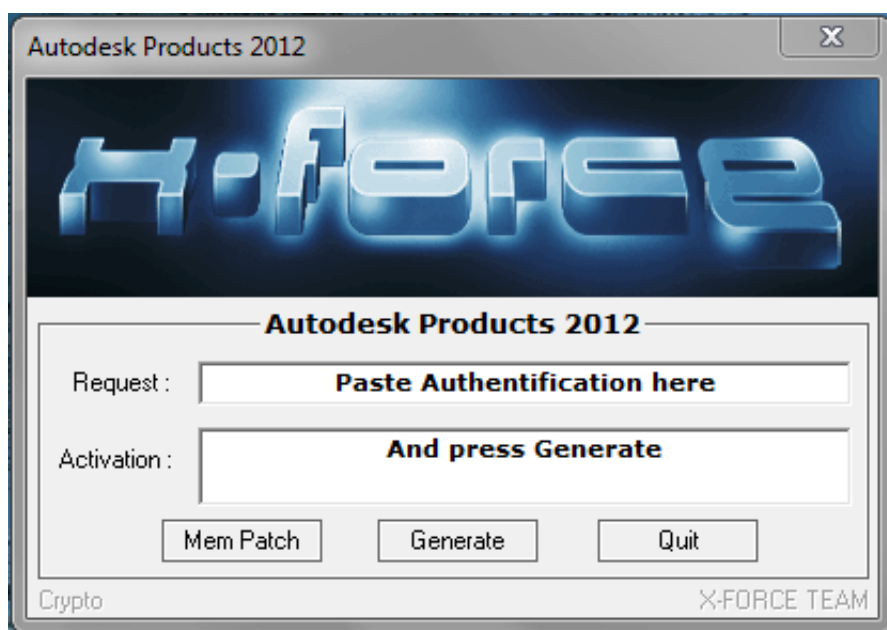 Autodesk Products 2012
x-force
Autodesk Products 2012
Request : Paste Authentification here
Activation : And press Generate
Mem Patch Generate Quit
Crypto X-FORCE TEAM